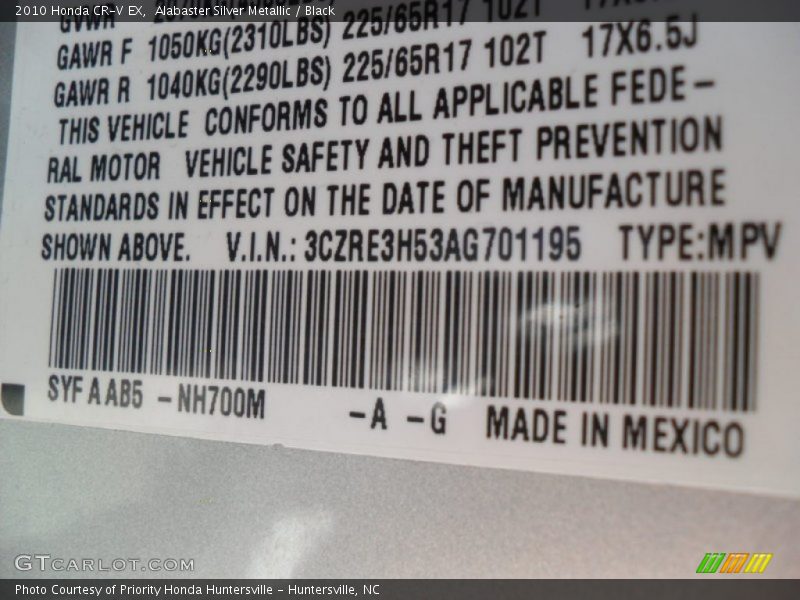 2010 Honda CR-V EX,  Alabaster Silver Metallic / Black
GVWR
GAWR F  1050KG(2310LBS) 225/65R17 102T
GAWR R  1040KG(2290LBS) 225/65R17 102T  17X6.5J
THIS VEHICLE CONFORMS TO ALL APPLICABLE FEDE-
RAL MOTOR VEHICLE SAFETY AND THEFT PREVENTION
STANDARDS IN EFFECT ON THE DATE OF MANUFACTURE
SHOWN ABOVE.  V.I.N.: 3CZRE3H53AG701195  TYPE:MPV
SYF A AB5 -NH700M  -A -G  MADE IN MEXICO
GTCARLOT.COM
Photo Courtesy of Priority Honda Huntersville - Huntersville, NC